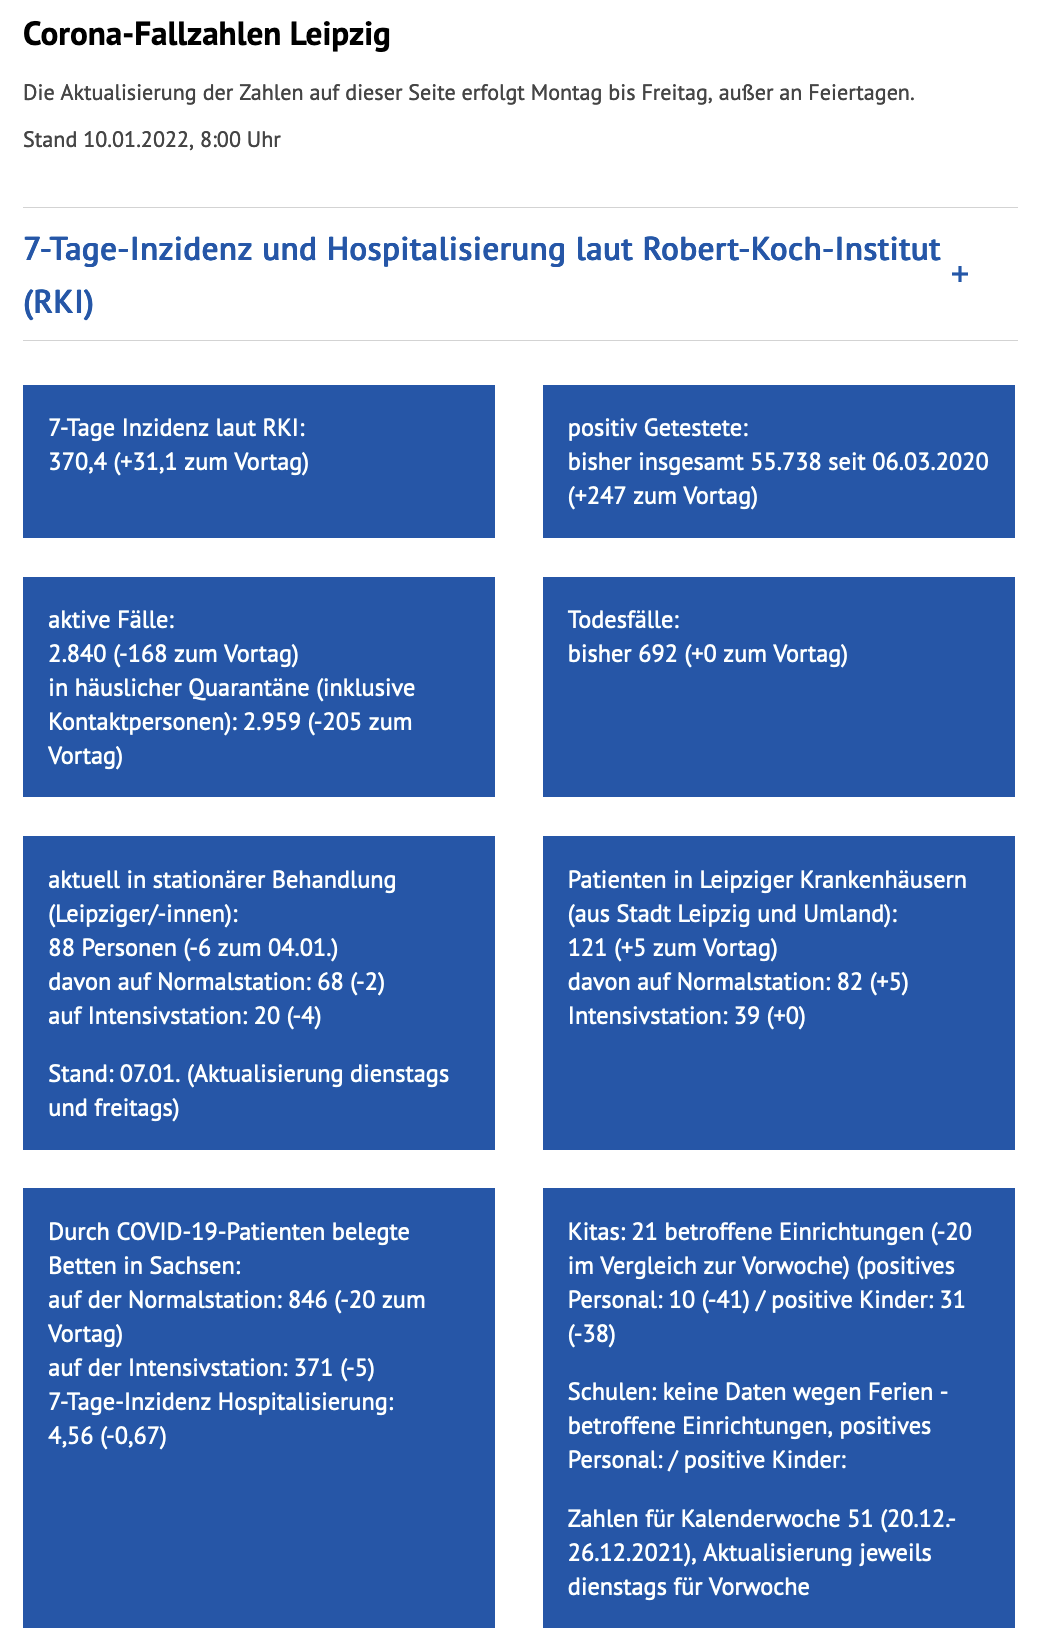 Corona-Fallzahlen Leipzig
Die Aktualisierung der Zahlen auf dieser Seite erfolgt Montag bis Freitag, außer an Feiertagen.
Stand 10.01.2022, 8:00 Uhr
7-Tage-Inzidenz und Hospitalisierung laut Robert-Koch-Institut
(RKI)
+
7-Tage Inzidenz laut RKI:
370,4 (+31,1 zum Vortag)
positiv Getestete:
bisher insgesamt 55.738 seit 06.03.2020
(+247 zum Vortag)
aktive Fälle:
2.840 (-168 zum Vortag)
in häuslicher Quarantäne (inklusive
Kontaktpersonen): 2.959 (-205 zum
Vortag)
Todesfälle:
bisher 692 (+0 zum Vortag)
aktuell in stationärer Behandlung
(Leipziger/-innen):
88 Personen (-6 zum 04.01.)
davon auf Normalstation: 68 (-2)
auf Intensivstation: 20 (-4)
Stand: 07.01. (Aktualisierung dienstags
und freitags)
Patienten in Leipziger Krankenhäusern
(aus Stadt Leipzig und Umland):
121 (+5 zum Vortag)
davon auf Normalstation: 82 (+5)
Intensivstation: 39 (+0)
Durch COVID-19-Patienten belegte
Betten in Sachsen:
auf der Normalstation: 846 (-20 zum
Vortag)
auf der Intensivstation: 371 (-5)
7-Tage-Inzidenz Hospitalisierung:
4,56 (-0,67)
Kitas: 21 betroffene Einrichtungen (-20
im Vergleich zur Vorwoche) (positives
Personal: 10 (-41) / positive Kinder: 31
(-38)
Schulen: keine Daten wegen Ferien -
betroffene Einrichtungen, positives
Personal: / positive Kinder:
Zahlen für Kalenderwoche 51 (20.12.-
26.12.2021), Aktualisierung jeweils
dienstags für Vorwoche